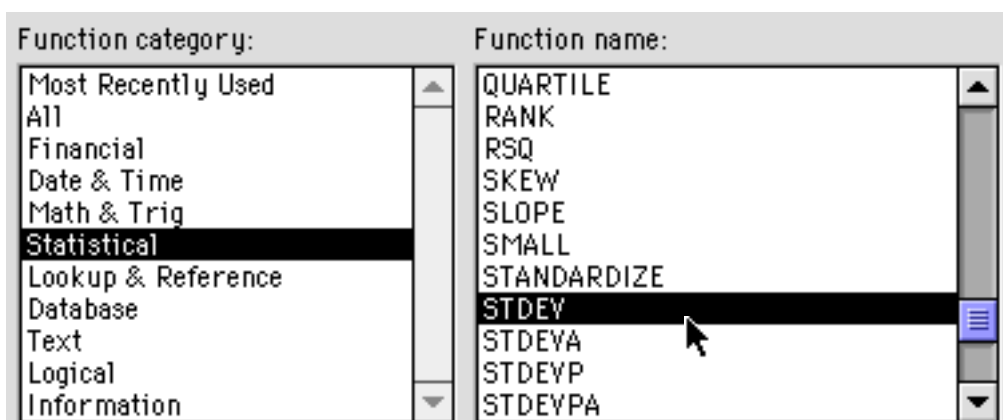 Function category:
Most Recently Used
All
Financial
Date & Time
Math & Trig
Statistical
Lookup & Reference
Database
Text
Logical
Information
Function name:
QUARTILE
RANK
RSQ
SKEW
SLOPE
SMALL
STANDARDIZE
STDEV
STDEVA
STDEVP
STDEVPA